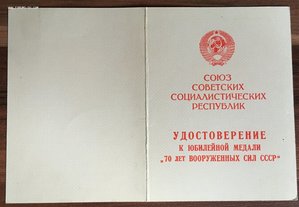 СОЮЗ
СОВЕТСКИХ
СОЦИАЛИСТИЧЕСКИХ
РЕСПУБЛИК
УДОСТОВЕРЕНИЕ
К ЮБИЛЕЙНОЙ МЕДАЛИ
„70 ЛЕТ ВООРУЖЕННЫХ СИЛ СССР"